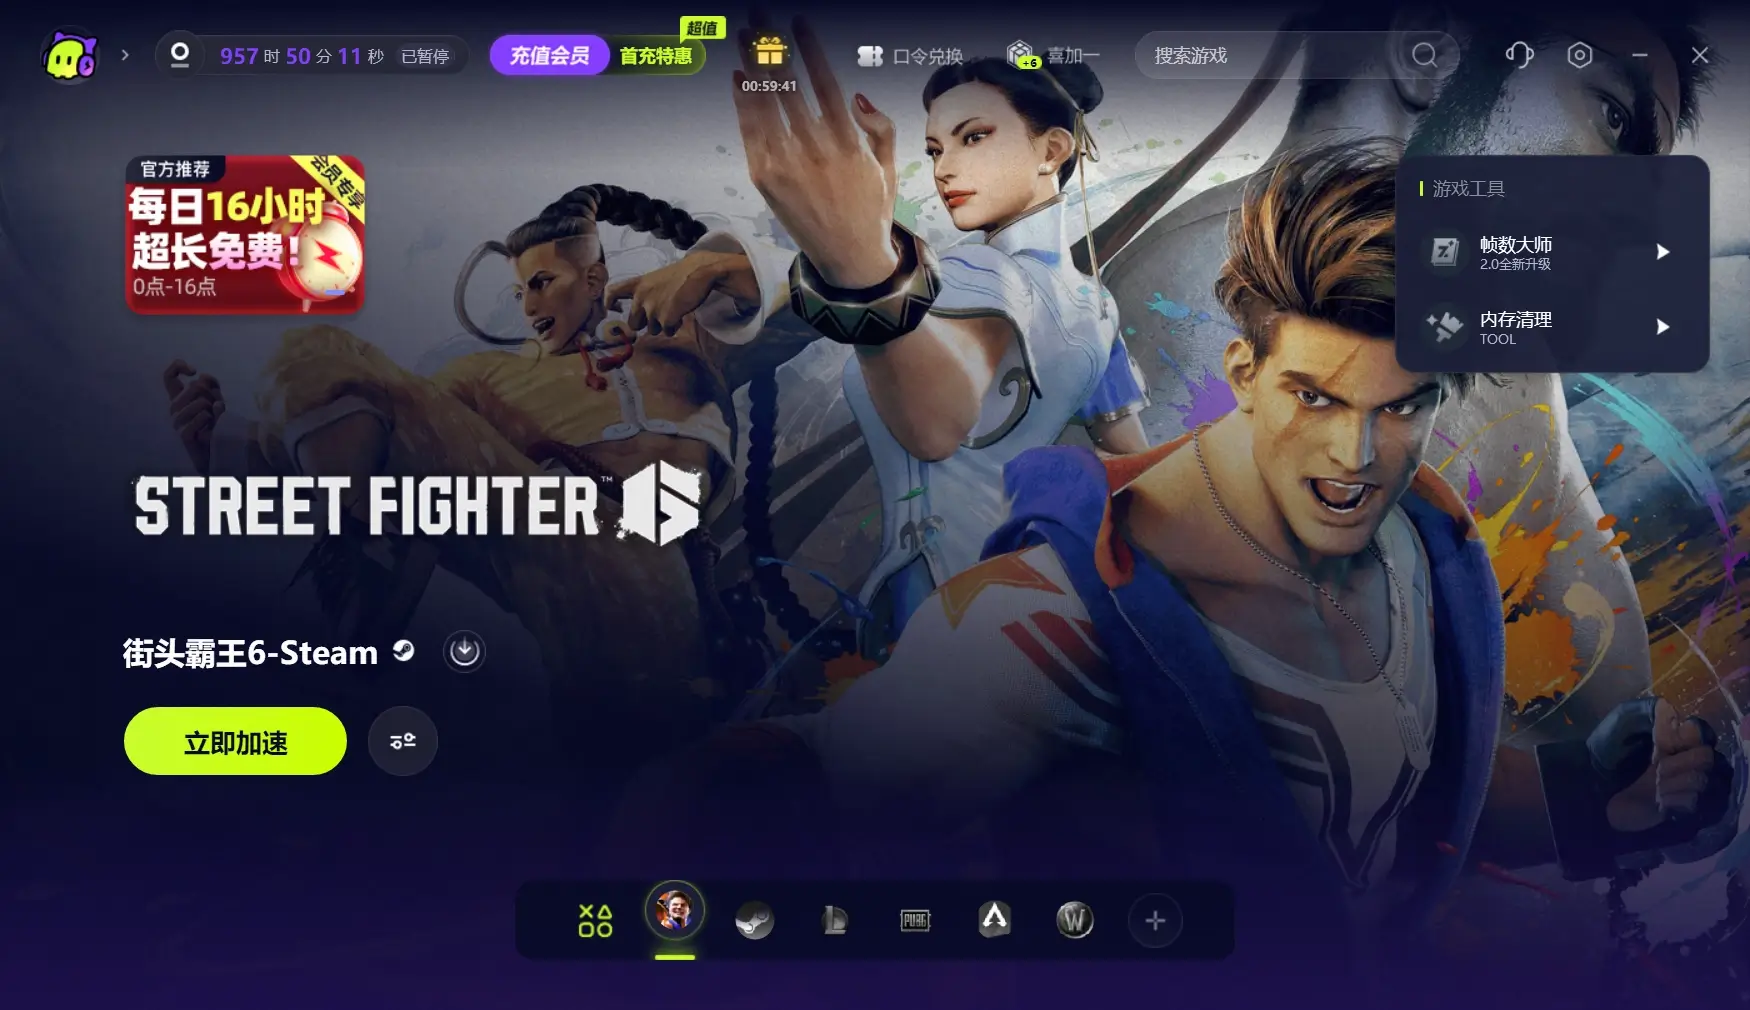 957 时 50 分 11 秒 已暂停
充值会员
首充特惠
超值
00:59:41
口令兑换
+6
喜加一
搜索游戏
官方推荐
会员专享
每日16小时
超长免费!
0点-16点
游戏工具
帧数大师
2.0全新升级
内存清理
TOOL
STREET FIGHTER™ 6
街头霸王6-Steam
立即加速
PUBG